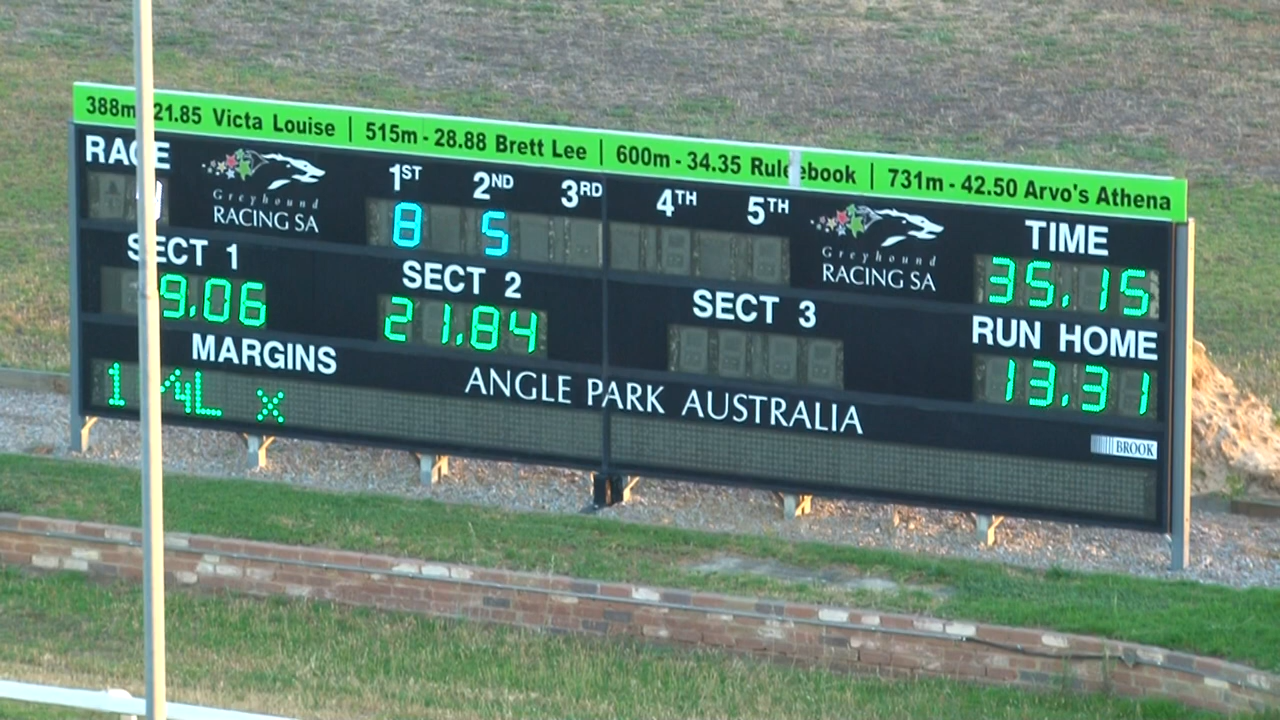 388m 21.85 Victa Louise | 515m - 28.88 Brett Lee | 600m - 34.35 Rulebook | 731m - 42.50 Arvo's Athena
RACE
Greyhound
RACING SA
1ST 2ND 3RD 4TH 5TH
8 5
Greyhound
RACING SA
TIME
35.15
SECT 1
9.06
SECT 2
21.84
SECT 3
RUN HOME
13.31
MARGINS
1 /4L x
ANGLE PARK AUSTRALIA
BROOK